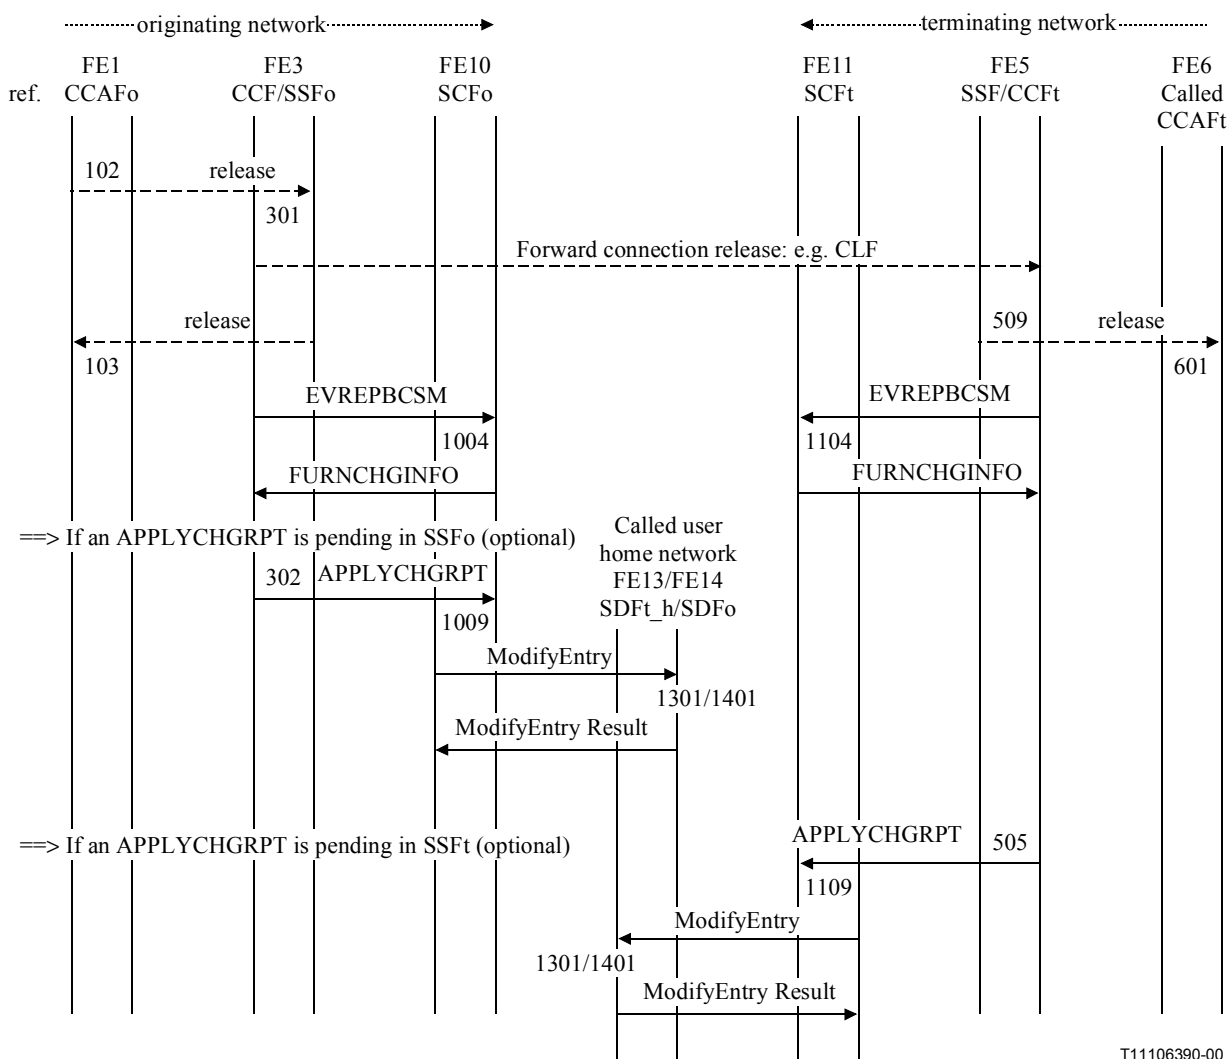 originating network
terminating network
FE1 FE3 FE10 FE11 FE5 FE6
ref. CCAFo CCF/SSFo SCFo SCFt SSF/CCFt Called
CCAFt
102 release
301
Forward connection release: e.g. CLF
release 509 release
103 601
EVREPBCSM EVREPBCSM
1004 1104
FURNCHGINFO FURNCHGINFO
==> If an APPLYCHGRPT is pending in SSFo (optional)
Called user
home network
FE13/FE14
SDFt_h/SDFo
302 APPLYCHGRPT
1009
ModifyEntry
1301/1401
ModifyEntry Result
==> If an APPLYCHGRPT is pending in SSFt (optional)
APPLYCHGRPT 505
1109
ModifyEntry
1301/1401
ModifyEntry Result
T11106390-00